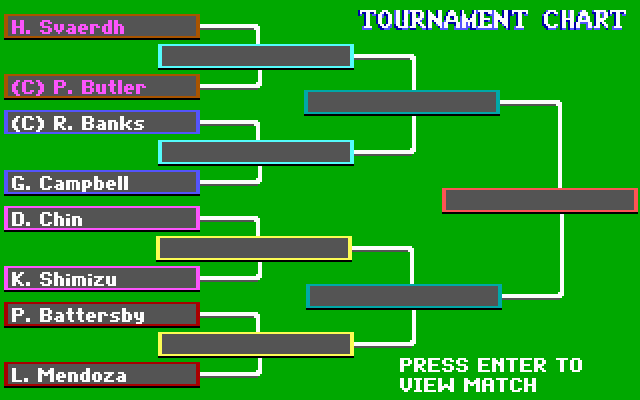 TOURNAMENT CHART
H. Svaerdh
(C) P. Butler
(C) R. Banks
G. Campbell
D. Chin
K. Shimizu
P. Battersby
L. Mendoza
PRESS ENTER TO
VIEW MATCH